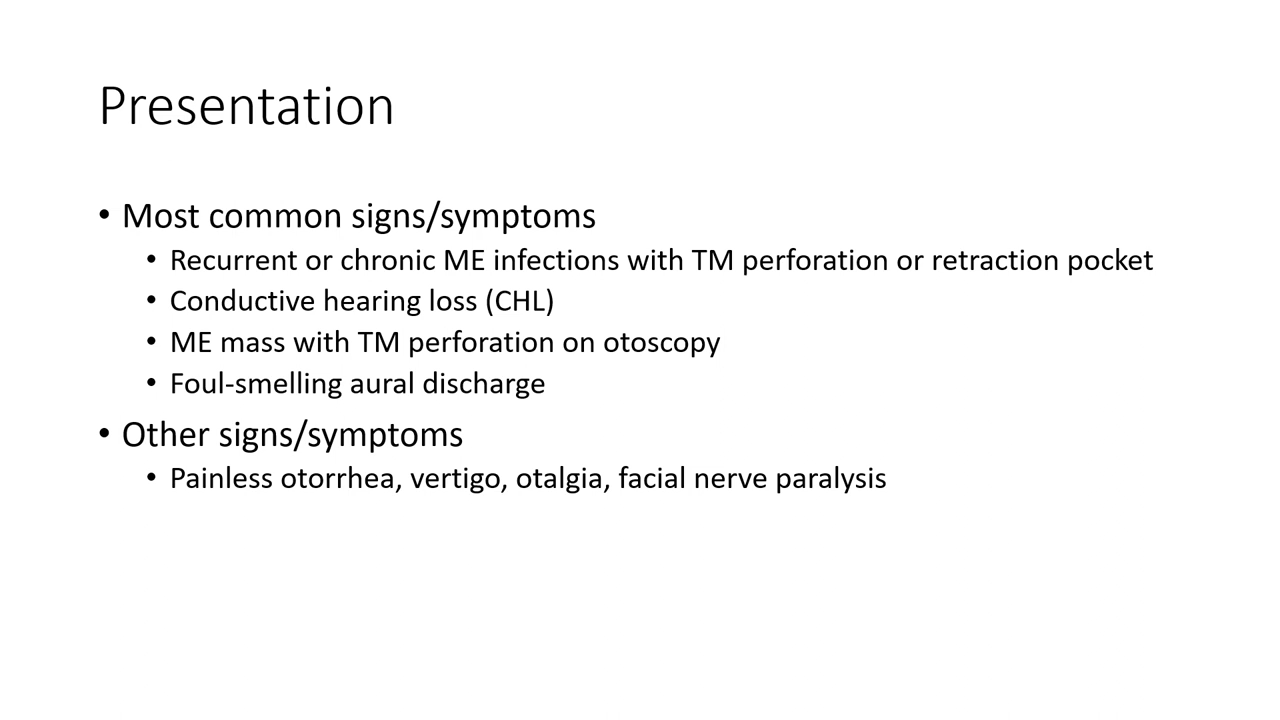 Presentation
• Most common signs/symptoms
• Recurrent or chronic ME infections with TM perforation or retraction pocket
• Conductive hearing loss (CHL)
• ME mass with TM perforation on otoscopy
• Foul-smelling aural discharge
• Other signs/symptoms
• Painless otorrhea, vertigo, otalgia, facial nerve paralysis